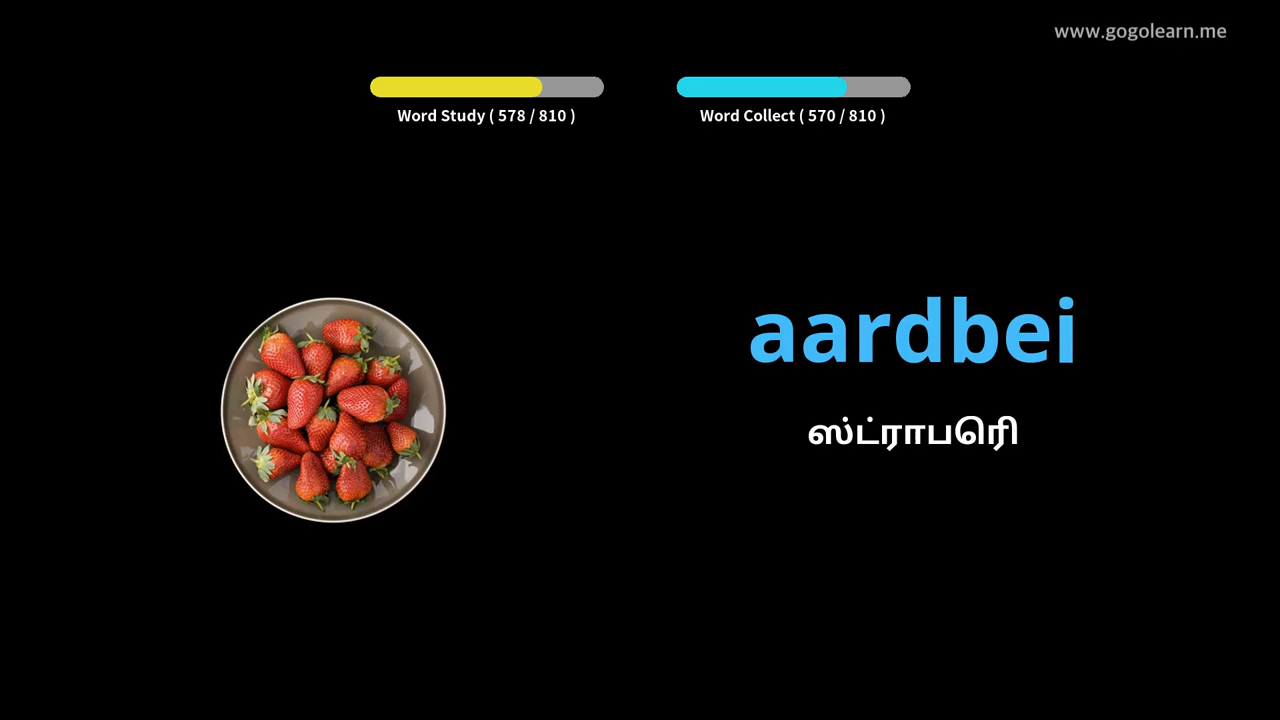 www.gogolearn.me
Word Study ( 578 / 810 )
Word Collect ( 570 / 810 )
aardbei
ஸ்ட்ராபெரி